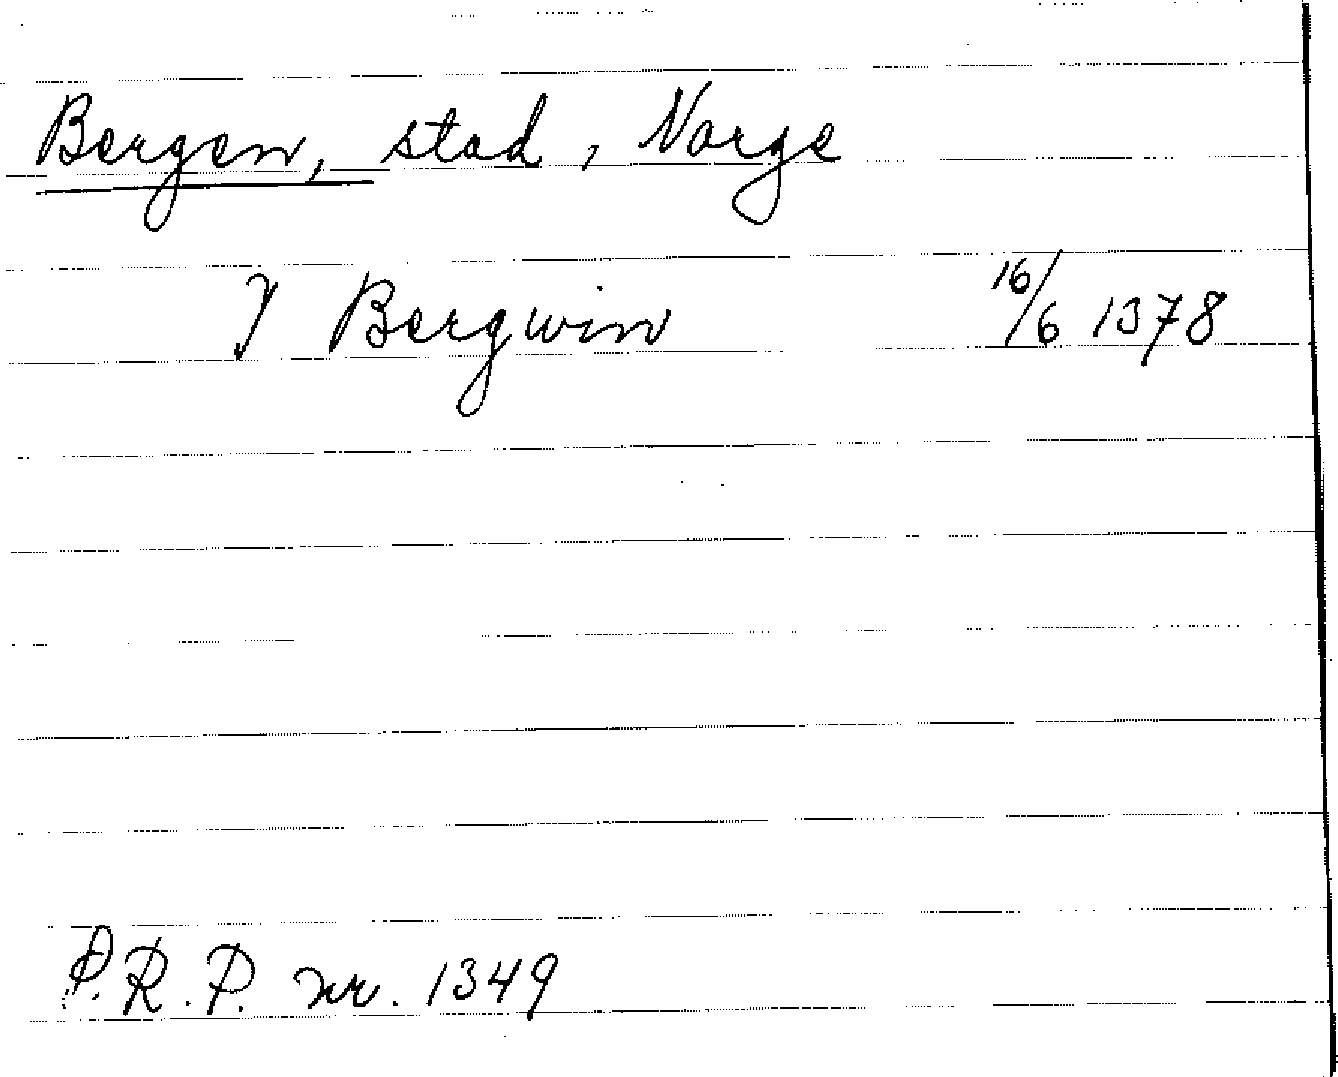 Bergen, stad, Norge
J Bergwin 16/6 1378
P.R.P. nr. 1349